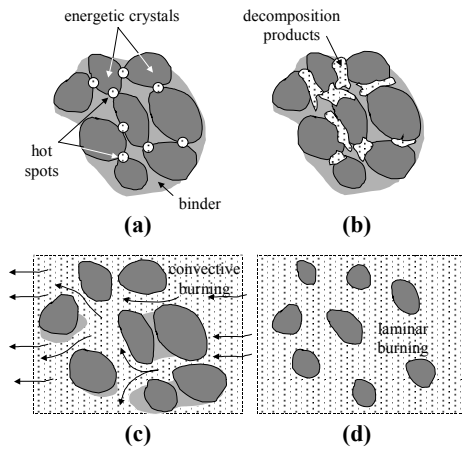 energetic crystals
hot
spots
binder
(a)
decomposition
products
(b)
convective
burning
(c)
laminar
burning
(d)